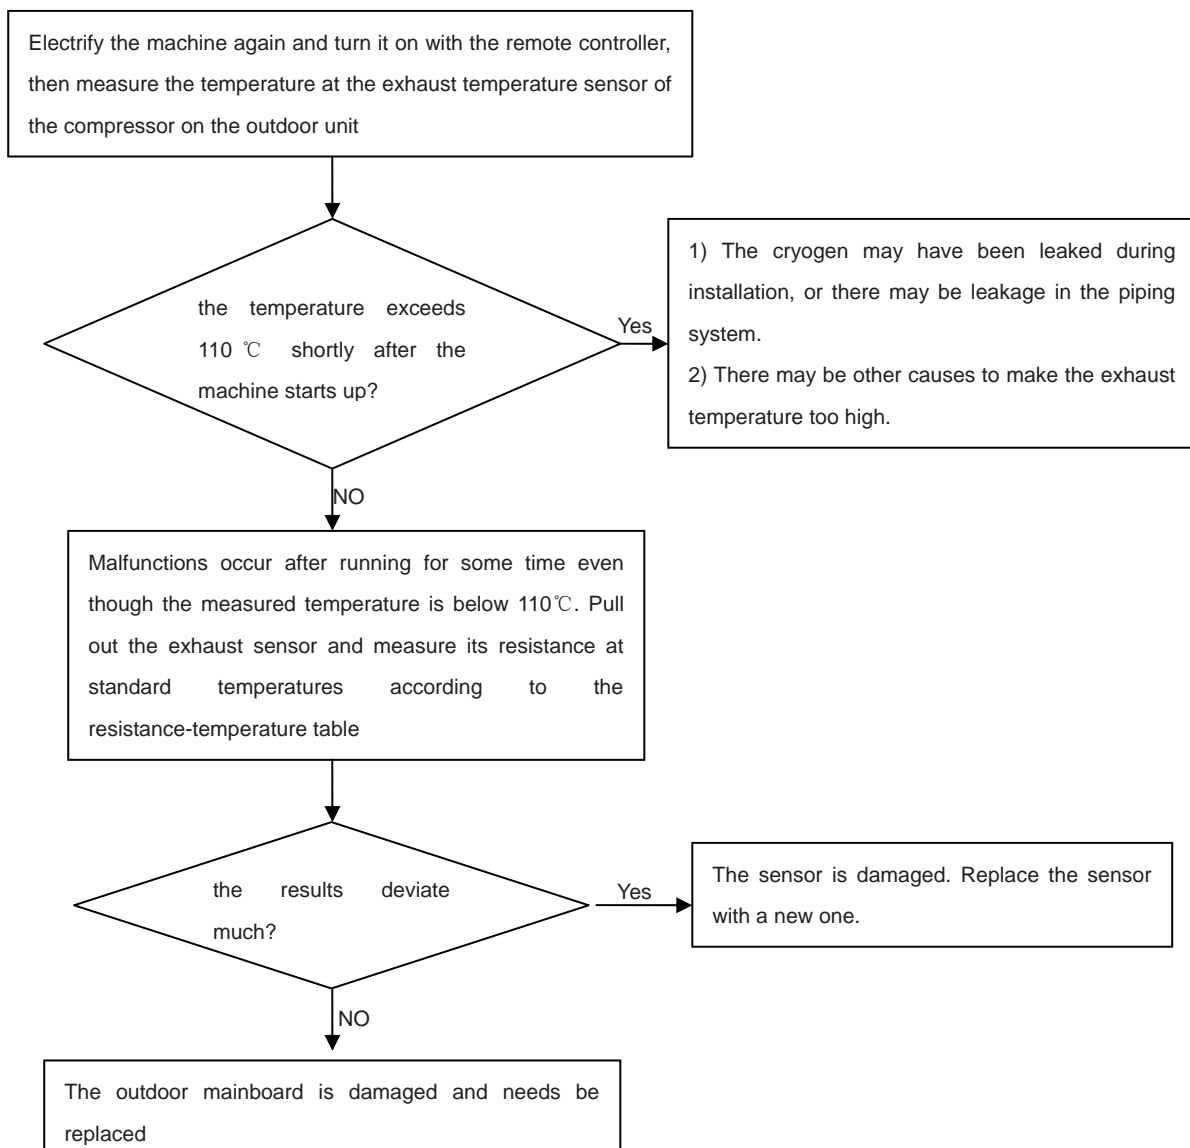 Electrify the machine again and turn it on with the remote controller,
then measure the temperature at the exhaust temperature sensor of
the compressor on the outdoor unit
the temperature exceeds
110 ℃ shortly after the
machine starts up?
Yes
1) The cryogen may have been leaked during
installation, or there may be leakage in the piping
system.
2) There may be other causes to make the exhaust
temperature too high.
NO
Malfunctions occur after running for some time even
though the measured temperature is below 110℃. Pull
out the exhaust sensor and measure its resistance at
standard temperatures according to the
resistance-temperature table
the results deviate
much?
Yes
The sensor is damaged. Replace the sensor
with a new one.
NO
The outdoor mainboard is damaged and needs be
replaced